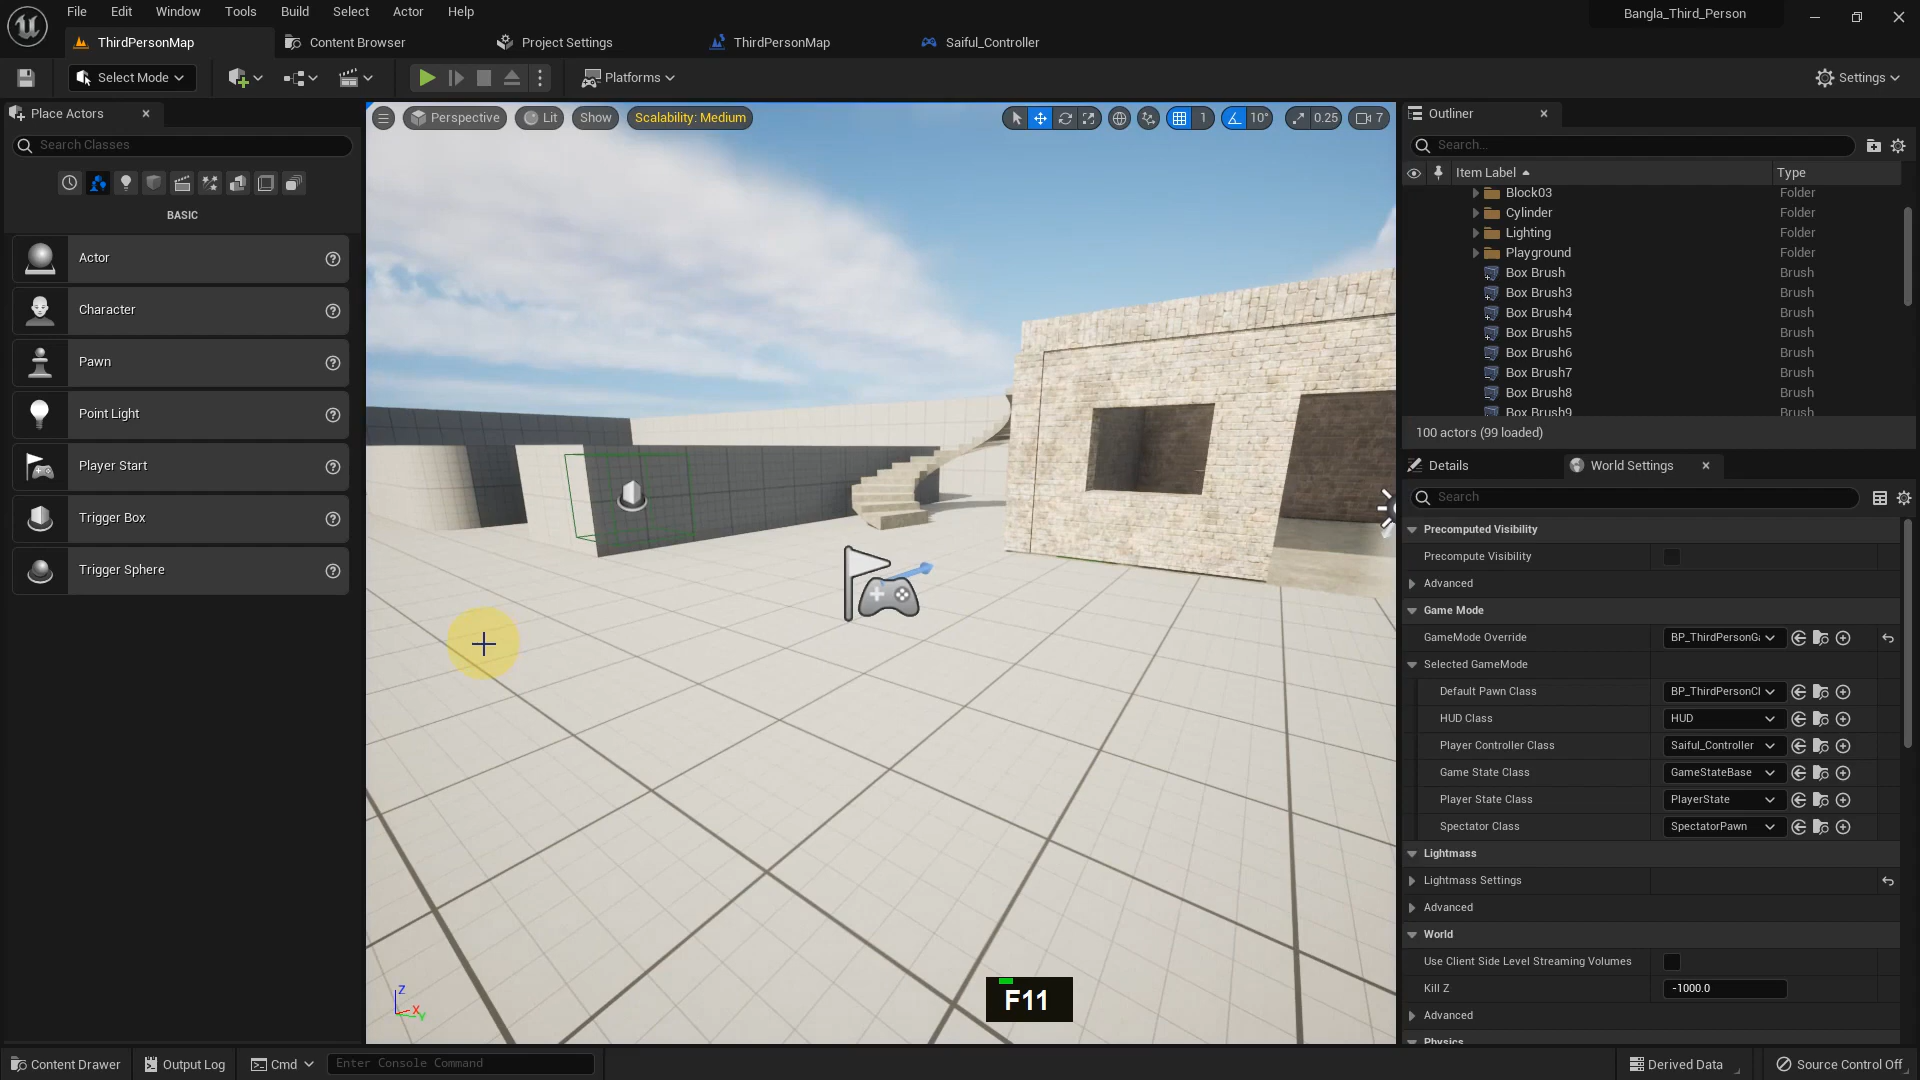 File Edit Window Tools Build Select Actor Help
Bangla_Third_Person
ThirdPersonMap Content Browser Project Settings ThirdPersonMap Saiful_Controller
Select Mode Platforms Settings
Place Actors
Search Classes
BASIC
Actor
Character
Pawn
Point Light
Player Start
Trigger Box
Trigger Sphere
Perspective Lit Show Scalability: Medium 1 10° 0.25 7
Z
X
Y
F11
Outliner
Search...
Item Label Type
Block03 Folder
Cylinder Folder
Lighting Folder
Playground Folder
Box Brush Brush
Box Brush3 Brush
Box Brush4 Brush
Box Brush5 Brush
Box Brush6 Brush
Box Brush7 Brush
Box Brush8 Brush
Box Brush9 Brush
100 actors (99 loaded)
Details World Settings
Search
Precomputed Visibility
Precompute Visibility
Advanced
Game Mode
GameMode Override BP_ThirdPersonGa
Selected GameMode
Default Pawn Class BP_ThirdPersonCl
HUD Class HUD
Player Controller Class Saiful_Controller
Game State Class GameStateBase
Player State Class PlayerState
Spectator Class SpectatorPawn
Lightmass
Lightmass Settings
Advanced
World
Use Client Side Level Streaming Volumes
Kill Z -1000.0
Advanced
Physics
Content Drawer Output Log Cmd Enter Console Command Derived Data Source Control Off